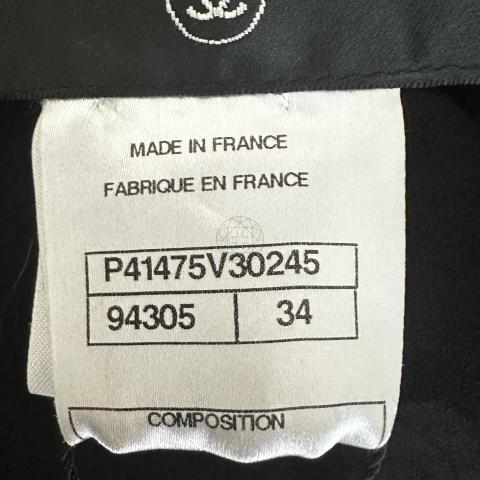 MADE IN FRANCE
FABRIQUE EN FRANCE
P41475V30245
94305 34
COMPOSITION